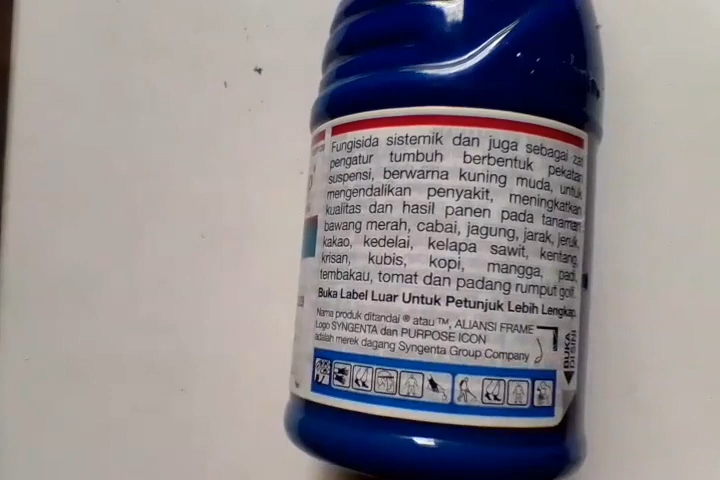 Fungisida sistemik dan juga sebagai zat
pengatur tumbuh berbentuk pekatan
suspensi, berwarna kuning muda, untuk
mengendalikan penyakit, meningkatkan
kualitas dan hasil panen pada tanaman
bawang merah, cabai, jagung, jarak, jeruk,
kakao, kedelai, kelapa sawit, kentang,
krisan, kubis, kopi, mangga, padi,
tembakau, tomat dan padang rumput golf.
Buka Label Luar Untuk Petunjuk Lebih Lengkap.
Nama produk ditandai ® atau ™, ALIANSI FRAME
Logo SYNGENTA dan PURPOSE ICON
adalah merek dagang Syngenta Group Company
BUKA
DI SINI